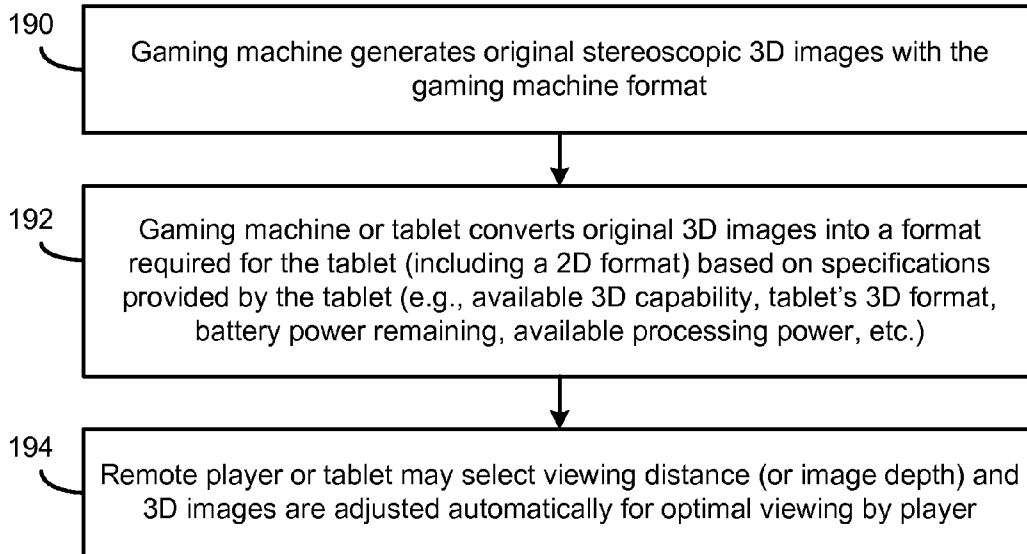 190
Gaming machine generates original stereoscopic 3D images with the
gaming machine format
192
Gaming machine or tablet converts original 3D images into a format
required for the tablet (including a 2D format) based on specifications
provided by the tablet (e.g., available 3D capability, tablet's 3D format,
battery power remaining, available processing power, etc.)
194
Remote player or tablet may select viewing distance (or image depth) and
3D images are adjusted automatically for optimal viewing by player